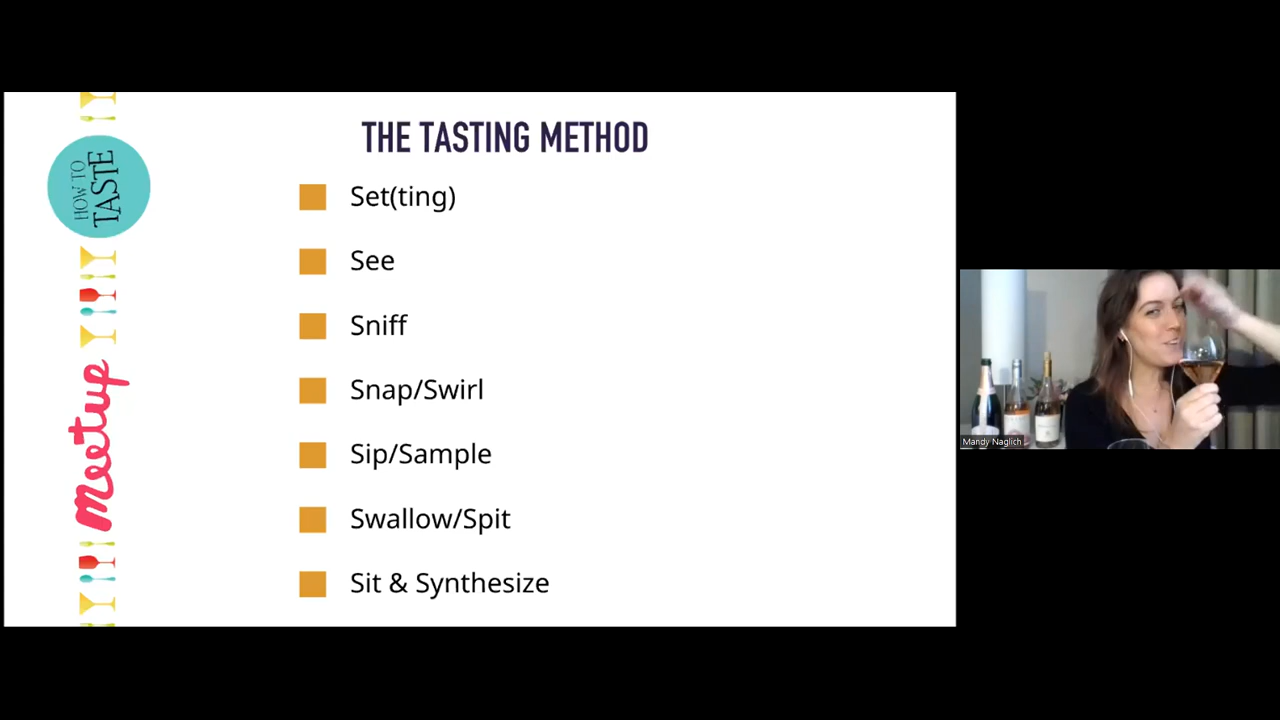 THE TASTING METHOD
HOW TO
TASTE
Set(ting)
See
Sniff
Snap/Swirl
Sip/Sample
Swallow/Spit
Sit & Synthesize
meetup
Mandy Naglich